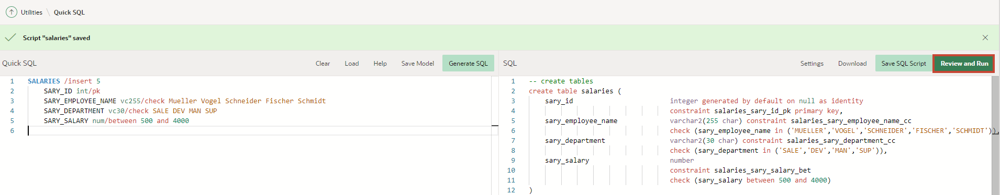 Utilities \ Quick SQL
Script "salaries" saved
Quick SQL Clear Load Help Save Model Generate SQL
1 SALARIES /insert 5
2 SARY_ID int/pk
3 SARY_EMPLOYEE_NAME vc255/check Mueller Vogel Schneider Fischer Schmidt
4 SARY_DEPARTMENT vc30/check SALE DEV MAN SUP
5 SARY_SALARY num/between 500 and 4000
6
SQL Settings Download Save SQL Script Review and Run
1 -- create tables
2 create table salaries (
3 sary_id integer generated by default on null as identity
4 constraint salaries_sary_id_pk primary key,
5 sary_employee_name varchar2(255 char) constraint salaries_sary_employee_name_cc
6 check (sary_employee_name in ('MUELLER','VOGEL','SCHNEIDER','FISCHER','SCHMIDT')),
7 sary_department varchar2(30 char) constraint salaries_sary_department_cc
8 check (sary_department in ('SALE','DEV','MAN','SUP')),
9 sary_salary number
10 constraint salaries_sary_salary_bet
11 check (sary_salary between 500 and 4000)
12 )